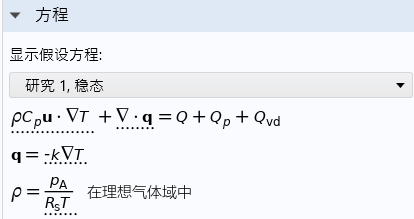 方程
显示假设方程:
研究 1, 稳态
ρC_p **u** · ∇T + ∇ · **q** = Q + Q_p + Q_vd
**q** = -k∇T
ρ = p_A / (R_s T) 在理想气体域中